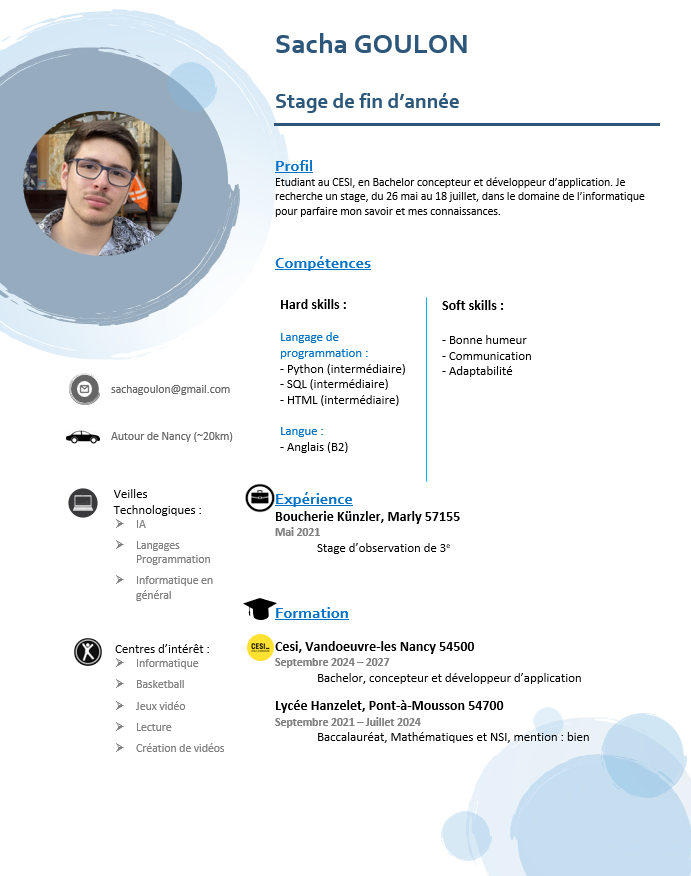 Sacha GOULON
Stage de fin d’année
Profil
Etudiant au CESI, en Bachelor concepteur et développeur d’application. Je
recherche un stage, du 26 mai au 18 juillet, dans le domaine de l’informatique
pour parfaire mon savoir et mes connaissances.
Compétences
Hard skills :
Langage de
programmation :
- Python (intermédiaire)
- SQL (intermédiaire)
- HTML (intermédiaire)
Langue :
- Anglais (B2)
Soft skills :
- Bonne humeur
- Communication
- Adaptabilité
sachagoulon@gmail.com
Autour de Nancy (~20km)
Veilles
Technologiques :
IA
Langages
Programmation
Informatique en
général
Centres d’intérêt :
Informatique
Basketball
Jeux vidéo
Lecture
Création de vidéos
Expérience
Boucherie Künzler, Marly 57155
Mai 2021
Stage d’observation de 3ᵉ
Formation
CESI
Cesi, Vandoeuvre-les Nancy 54500
Septembre 2024 – 2027
Bachelor, concepteur et développeur d’application
Lycée Hanzelet, Pont-à-Mousson 54700
Septembre 2021 – Juillet 2024
Baccalauréat, Mathématiques et NSI, mention : bien